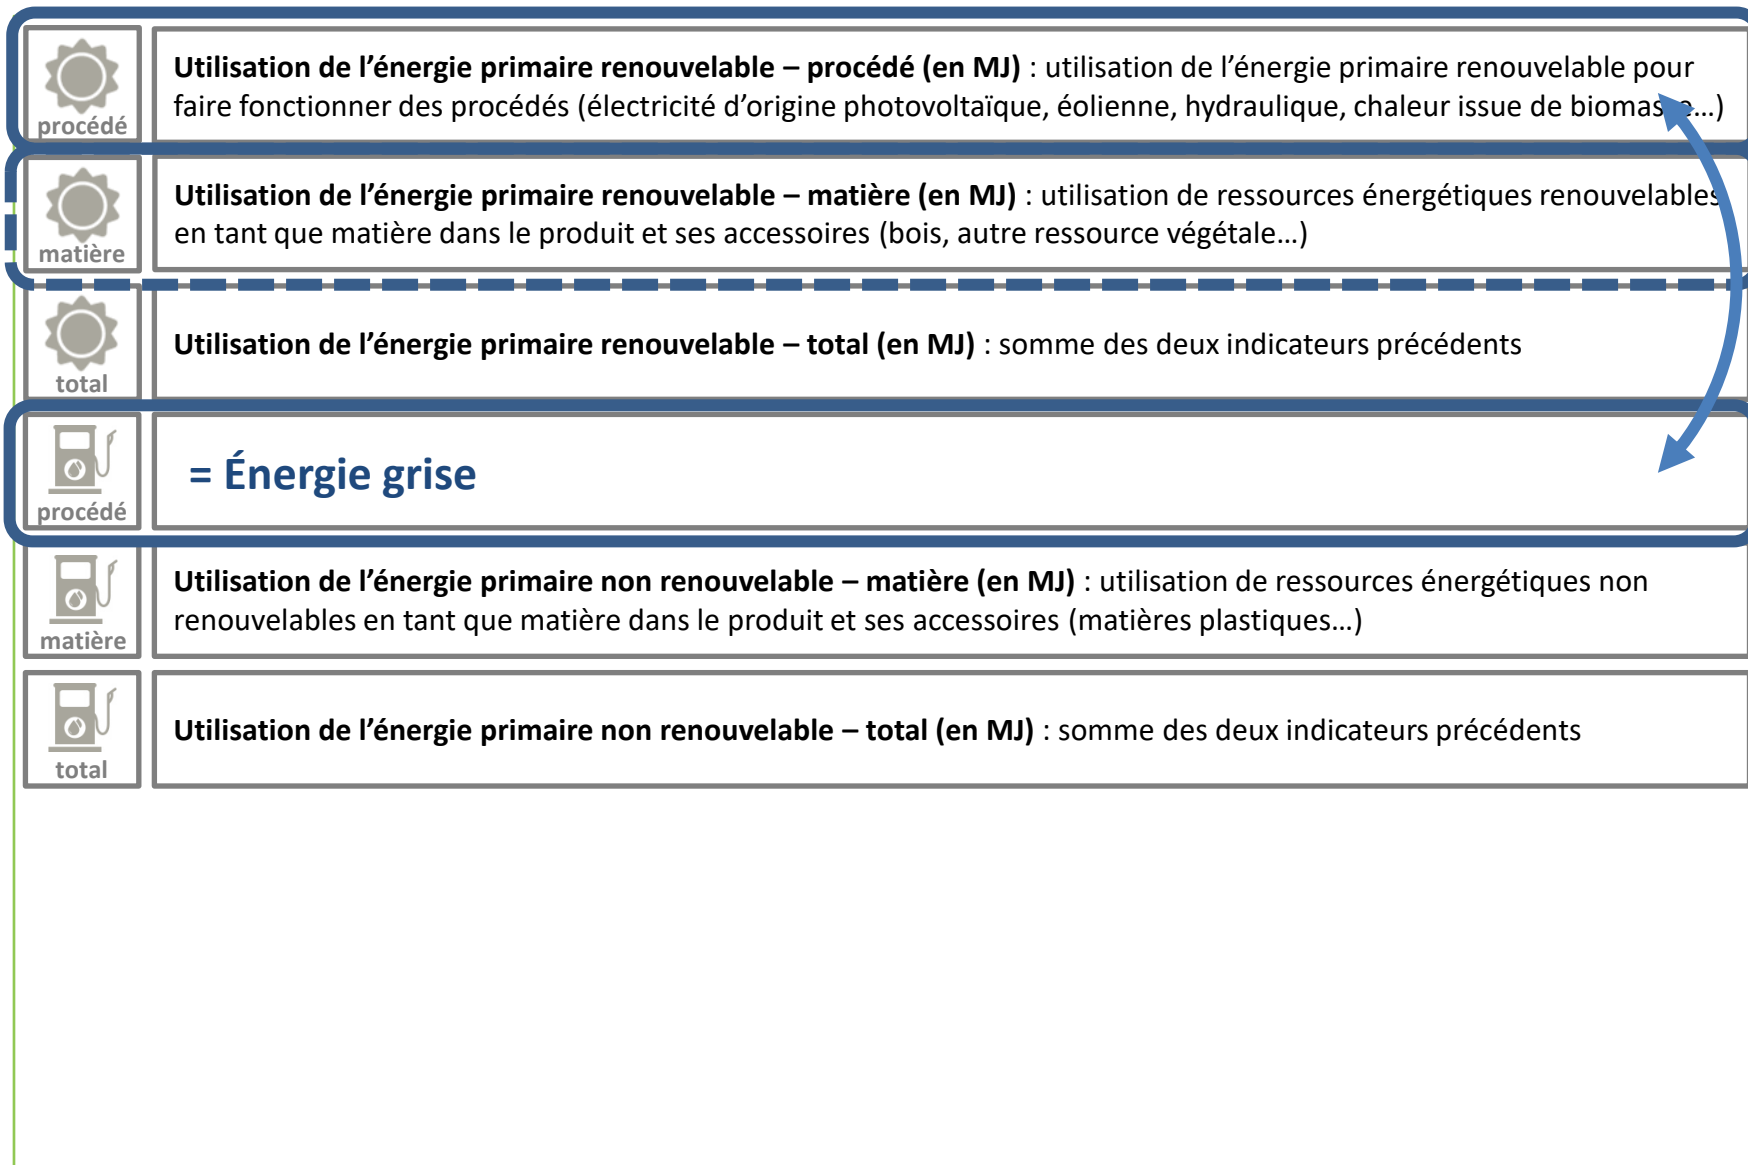 procédé
Utilisation de l’énergie primaire renouvelable – procédé (en MJ) : utilisation de l’énergie primaire renouvelable pour
faire fonctionner des procédés (électricité d’origine photovoltaïque, éolienne, hydraulique, chaleur issue de biomasse…)
matière
Utilisation de l’énergie primaire renouvelable – matière (en MJ) : utilisation de ressources énergétiques renouvelables
en tant que matière dans le produit et ses accessoires (bois, autre ressource végétale…)
total
Utilisation de l’énergie primaire renouvelable – total (en MJ) : somme des deux indicateurs précédents
procédé
= Énergie grise
matière
Utilisation de l’énergie primaire non renouvelable – matière (en MJ) : utilisation de ressources énergétiques non
renouvelables en tant que matière dans le produit et ses accessoires (matières plastiques…)
total
Utilisation de l’énergie primaire non renouvelable – total (en MJ) : somme des deux indicateurs précédents